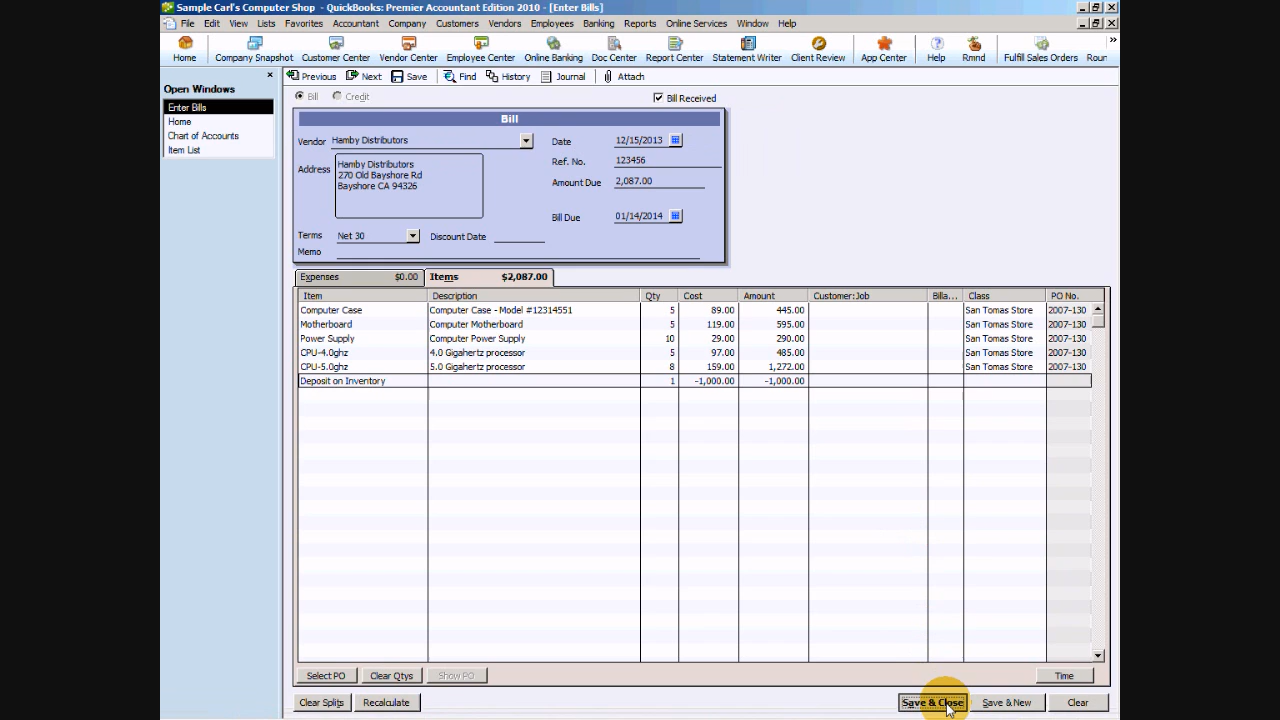 Sample Carl's Computer Shop - QuickBooks: Premier Accountant Edition 2010 - [Enter Bills]
File Edit View Lists Favorites Accountant Company Customers Vendors Employees Banking Reports Online Services Window Help
Home Company Snapshot Customer Center Vendor Center Employee Center Online Banking Doc Center Report Center Statement Writer Client Review App Center Help Rmnd Fulfill Sales Orders Roun
Previous Next Save Find History Journal Attach
Open Windows
Enter Bills
Home
Chart of Accounts
Item List
Bill Credit Bill Received
Bill
Vendor Hamby Distributors Date 12/15/2013
Address Hamby Distributors
270 Old Bayshore Rd
Bayshore CA 94326
Ref. No. 123456
Amount Due 2,087.00
Bill Due 01/14/2014
Terms Net 30 Discount Date
Memo
Expenses $0.00 Items $2,087.00
Item Description Qty Cost Amount Customer:Job Billa... Class PO No.
Computer Case Computer Case - Model #12314551 5 89.00 445.00 San Tomas Store 2007-130
Motherboard Computer Motherboard 5 119.00 595.00 San Tomas Store 2007-130
Power Supply Computer Power Supply 10 29.00 290.00 San Tomas Store 2007-130
CPU-4.0ghz 4.0 Gigahertz processor 5 97.00 485.00 San Tomas Store 2007-130
CPU-5.0ghz 5.0 Gigahertz processor 8 159.00 1,272.00 San Tomas Store 2007-130
Deposit on Inventory 1 -1,000.00 -1,000.00
Select PO Clear Qtys Show PO Time
Clear Splits Recalculate Save & Close Save & New Clear